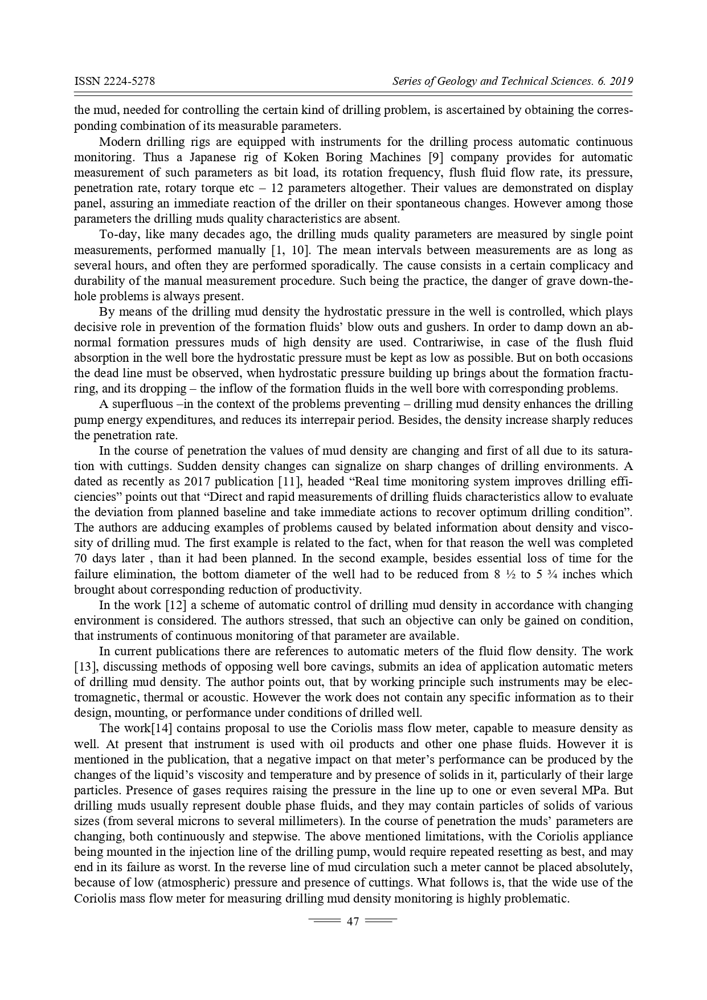 ISSN 2224-5278 Series of Geology and Technical Sciences. 6. 2019
the mud, needed for controlling the certain kind of drilling problem, is ascertained by obtaining the corres-
ponding combination of its measurable parameters.
Modern drilling rigs are equipped with instruments for the drilling process automatic continuous
monitoring. Thus a Japanese rig of Koken Boring Machines [9] company provides for automatic
measurement of such parameters as bit load, its rotation frequency, flush fluid flow rate, its pressure,
penetration rate, rotary torque etc – 12 parameters altogether. Their values are demonstrated on display
panel, assuring an immediate reaction of the driller on their spontaneous changes. However among those
parameters the drilling muds quality characteristics are absent.
To-day, like many decades ago, the drilling muds quality parameters are measured by single point
measurements, performed manually [1, 10]. The mean intervals between measurements are as long as
several hours, and often they are performed sporadically. The cause consists in a certain complicacy and
durability of the manual measurement procedure. Such being the practice, the danger of grave down-the-
hole problems is always present.
By means of the drilling mud density the hydrostatic pressure in the well is controlled, which plays
decisive role in prevention of the formation fluids’ blow outs and gushers. In order to damp down an ab-
normal formation pressures muds of high density are used. Contrariwise, in case of the flush fluid
absorption in the well bore the hydrostatic pressure must be kept as low as possible. But on both occasions
the dead line must be observed, when hydrostatic pressure building up brings about the formation fractu-
ring, and its dropping – the inflow of the formation fluids in the well bore with corresponding problems.
A superfluous –in the context of the problems preventing – drilling mud density enhances the drilling
pump energy expenditures, and reduces its interrepair period. Besides, the density increase sharply reduces
the penetration rate.
In the course of penetration the values of mud density are changing and first of all due to its satura-
tion with cuttings. Sudden density changes can signalize on sharp changes of drilling environments. A
dated as recently as 2017 publication [11], headed “Real time monitoring system improves drilling effi-
ciencies” points out that “Direct and rapid measurements of drilling fluids characteristics allow to evaluate
the deviation from planned baseline and take immediate actions to recover optimum drilling condition”.
The authors are adducing examples of problems caused by belated information about density and visco-
sity of drilling mud. The first example is related to the fact, when for that reason the well was completed
70 days later , than it had been planned. In the second example, besides essential loss of time for the
failure elimination, the bottom diameter of the well had to be reduced from 8 ½ to 5 ¾ inches which
brought about corresponding reduction of productivity.
In the work [12] a scheme of automatic control of drilling mud density in accordance with changing
environment is considered. The authors stressed, that such an objective can only be gained on condition,
that instruments of continuous monitoring of that parameter are available.
In current publications there are references to automatic meters of the fluid flow density. The work
[13], discussing methods of opposing well bore cavings, submits an idea of application automatic meters
of drilling mud density. The author points out, that by working principle such instruments may be elec-
tromagnetic, thermal or acoustic. However the work does not contain any specific information as to their
design, mounting, or performance under conditions of drilled well.
The work[14] contains proposal to use the Coriolis mass flow meter, capable to measure density as
well. At present that instrument is used with oil products and other one phase fluids. However it is
mentioned in the publication, that a negative impact on that meter’s performance can be produced by the
changes of the liquid’s viscosity and temperature and by presence of solids in it, particularly of their large
particles. Presence of gases requires raising the pressure in the line up to one or even several MPa. But
drilling muds usually represent double phase fluids, and they may contain particles of solids of various
sizes (from several microns to several millimeters). In the course of penetration the muds’ parameters are
changing, both continuously and stepwise. The above mentioned limitations, with the Coriolis appliance
being mounted in the injection line of the drilling pump, would require repeated resetting as best, and may
end in its failure as worst. In the reverse line of mud circulation such a meter cannot be placed absolutely,
because of low (atmospheric) pressure and presence of cuttings. What follows is, that the wide use of the
Coriolis mass flow meter for measuring drilling mud density monitoring is highly problematic.
47